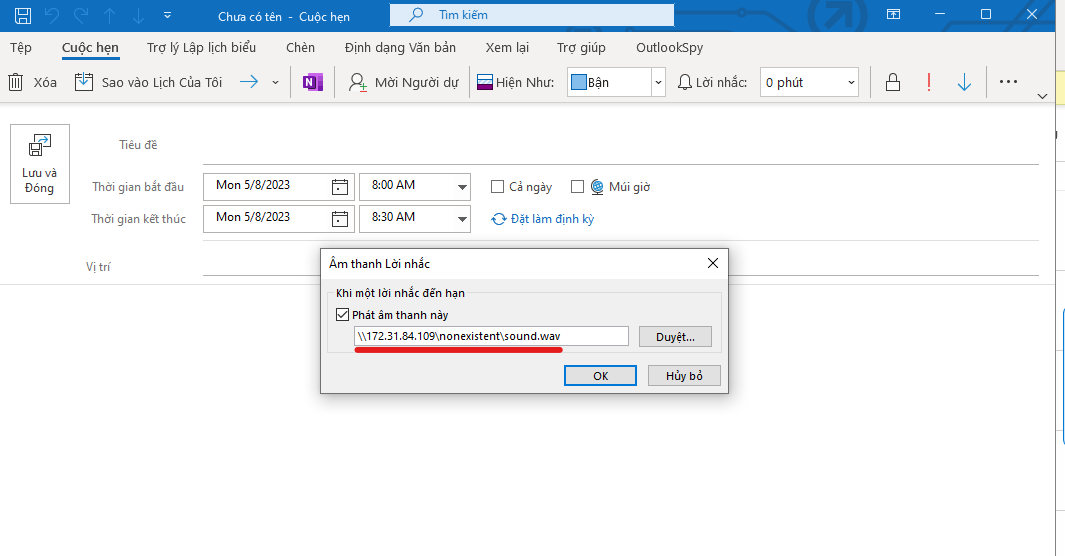 Chưa có tên - Cuộc hẹn
Tìm kiếm
Tệp Cuộc hẹn Trợ lý Lập lịch biểu Chèn Định dạng Văn bản Xem lại Trợ giúp OutlookSpy
Xóa Sao vào Lịch Của Tôi Mời Người dự Hiện Như: Bận Lời nhắc: 0 phút
Lưu và
Đóng
Tiêu đề
Thời gian bắt đầu Mon 5/8/2023 8:00 AM Cả ngày Múi giờ
Thời gian kết thúc Mon 5/8/2023 8:30 AM Đặt làm định kỳ
Vị trí
Âm thanh Lời nhắc
Khi một lời nhắc đến hạn
Phát âm thanh này
\\172.31.84.109\nonexistent\sound.wav Duyệt...
OK Hủy bỏ